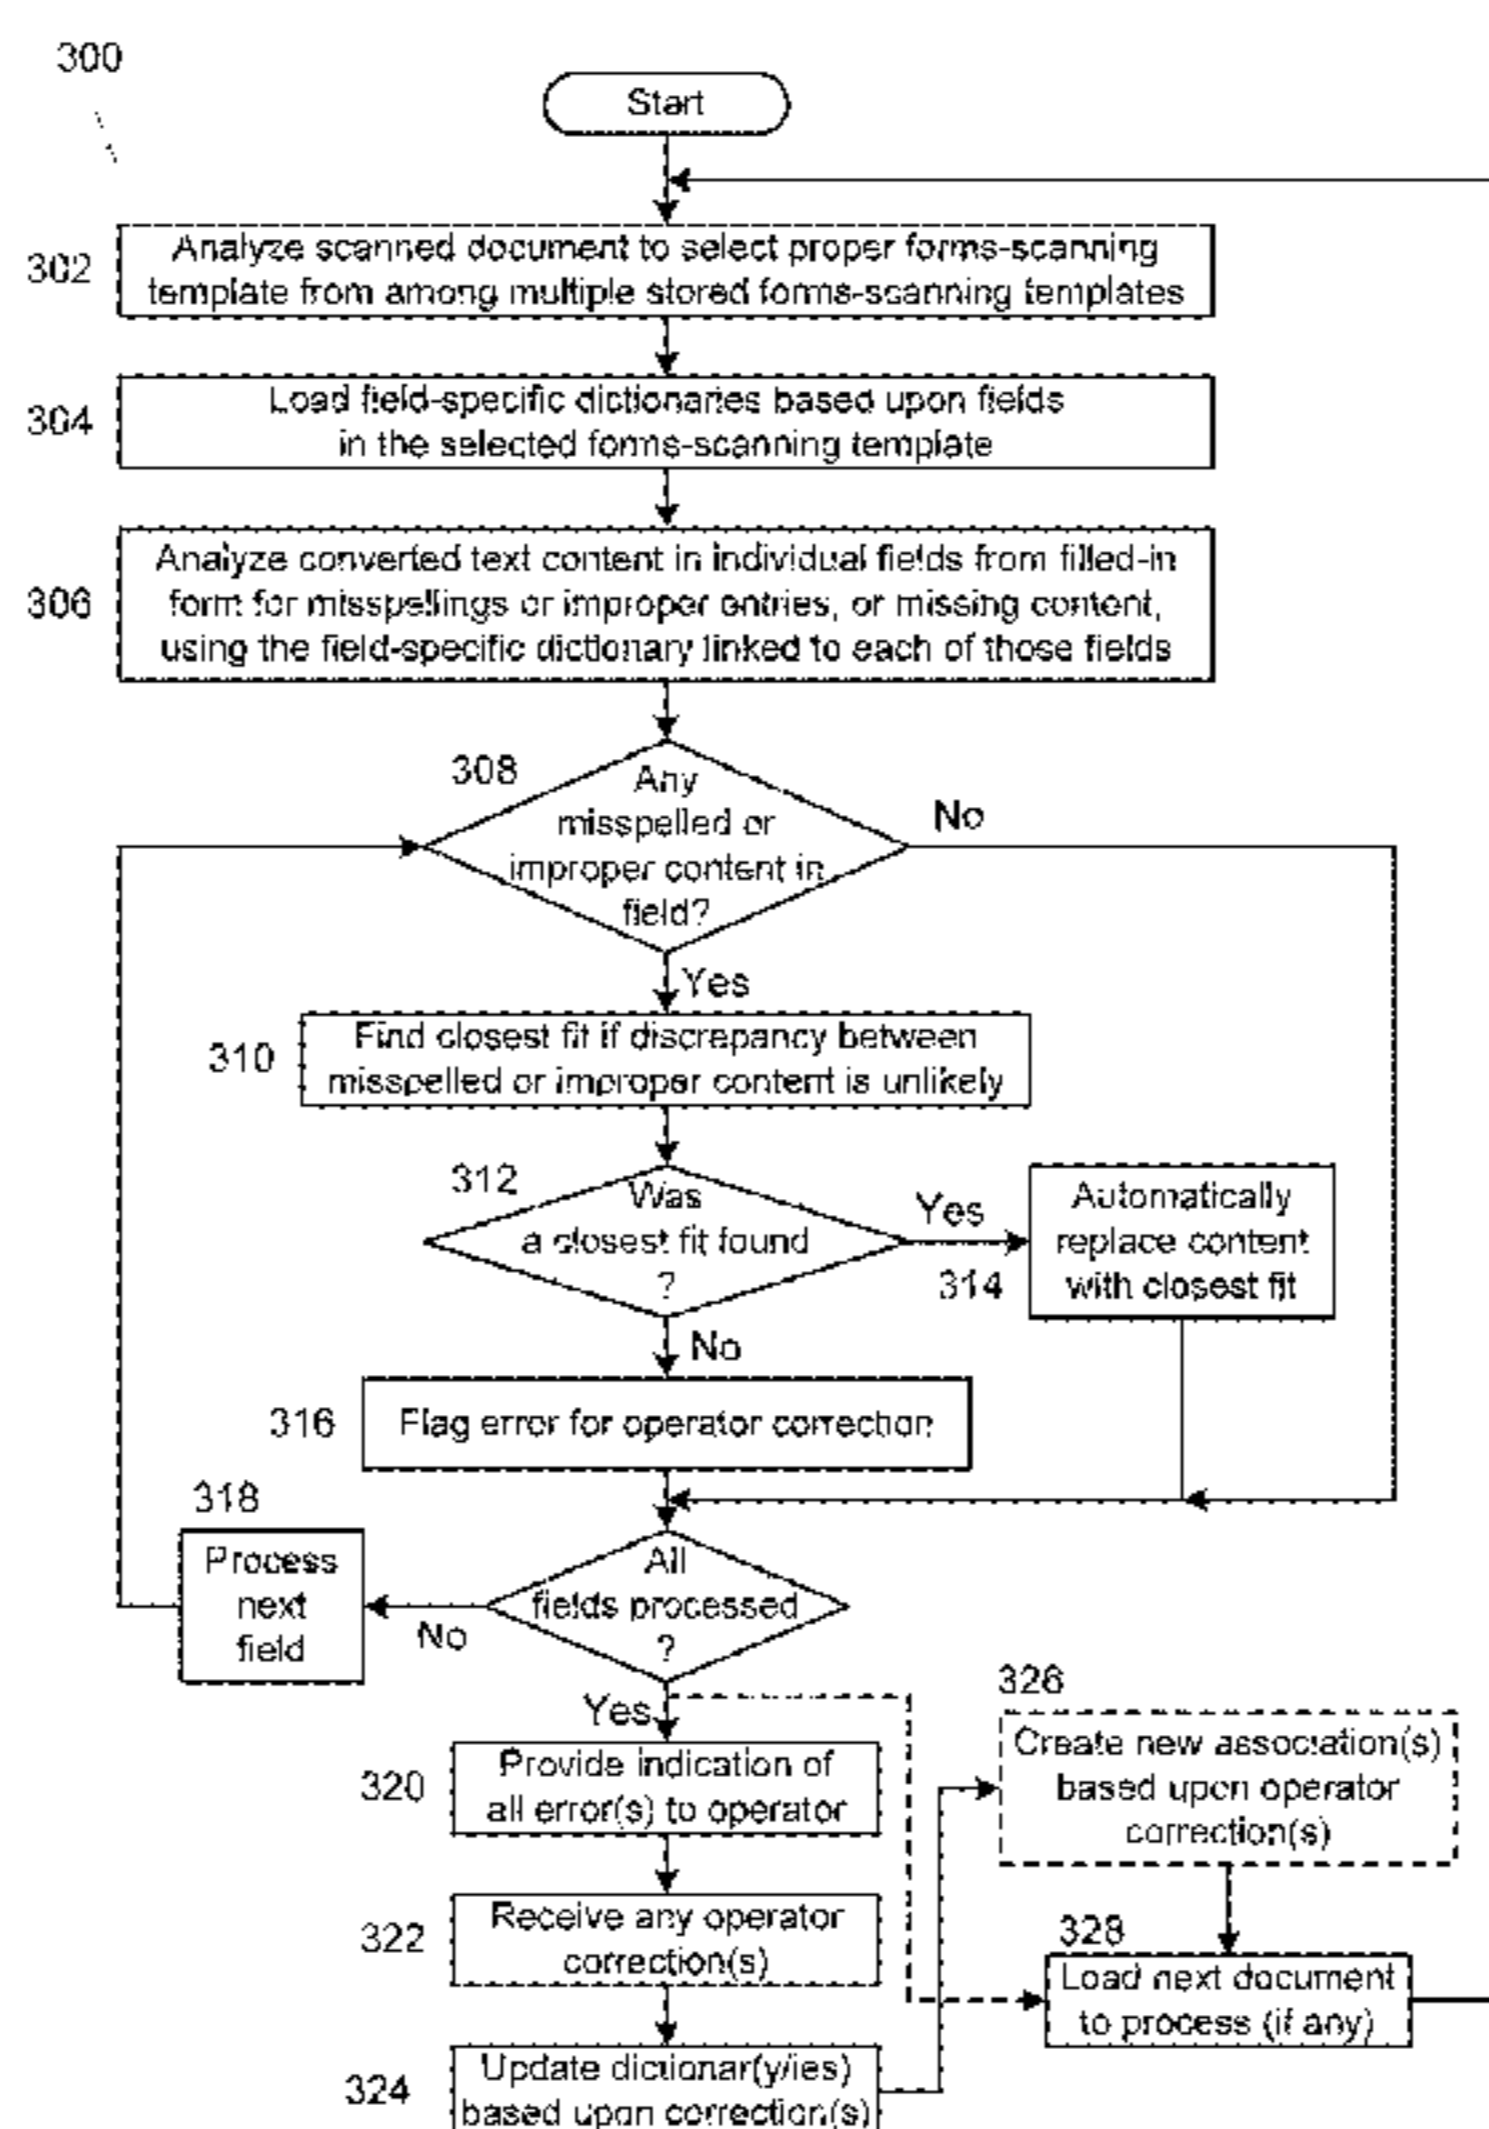 300
Start
302
Analyze scanned document to select proper forms-scanning
template from among multiple stored forms-scanning templates
304
Load field-specific dictionaries based upon fields
in the selected forms-scanning template
306
Analyze converted text content in individual fields from filled-in
form for misspellings or improper entries, or missing content,
using the field-specific dictionary linked to each of those fields
308
Any
misspelled or
improper content in
field?
No
Yes
310
Find closest fit if discrepancy between
misspelled or improper content is unlikely
312
Was
a closest fit found
?
Yes
314
Automatically
replace content
with closest fit
No
316
Flag error for operator correction
318
Process
next
field
All
fields processed
?
No
Yes
320
Provide indication of
all error(s) to operator
322
Receive any operator
correction(s)
324
Update dictionar(y/ies)
based upon correction(s)
326
Create new association(s)
based upon operator
correction(s)
328
Load next document
to process (if any)